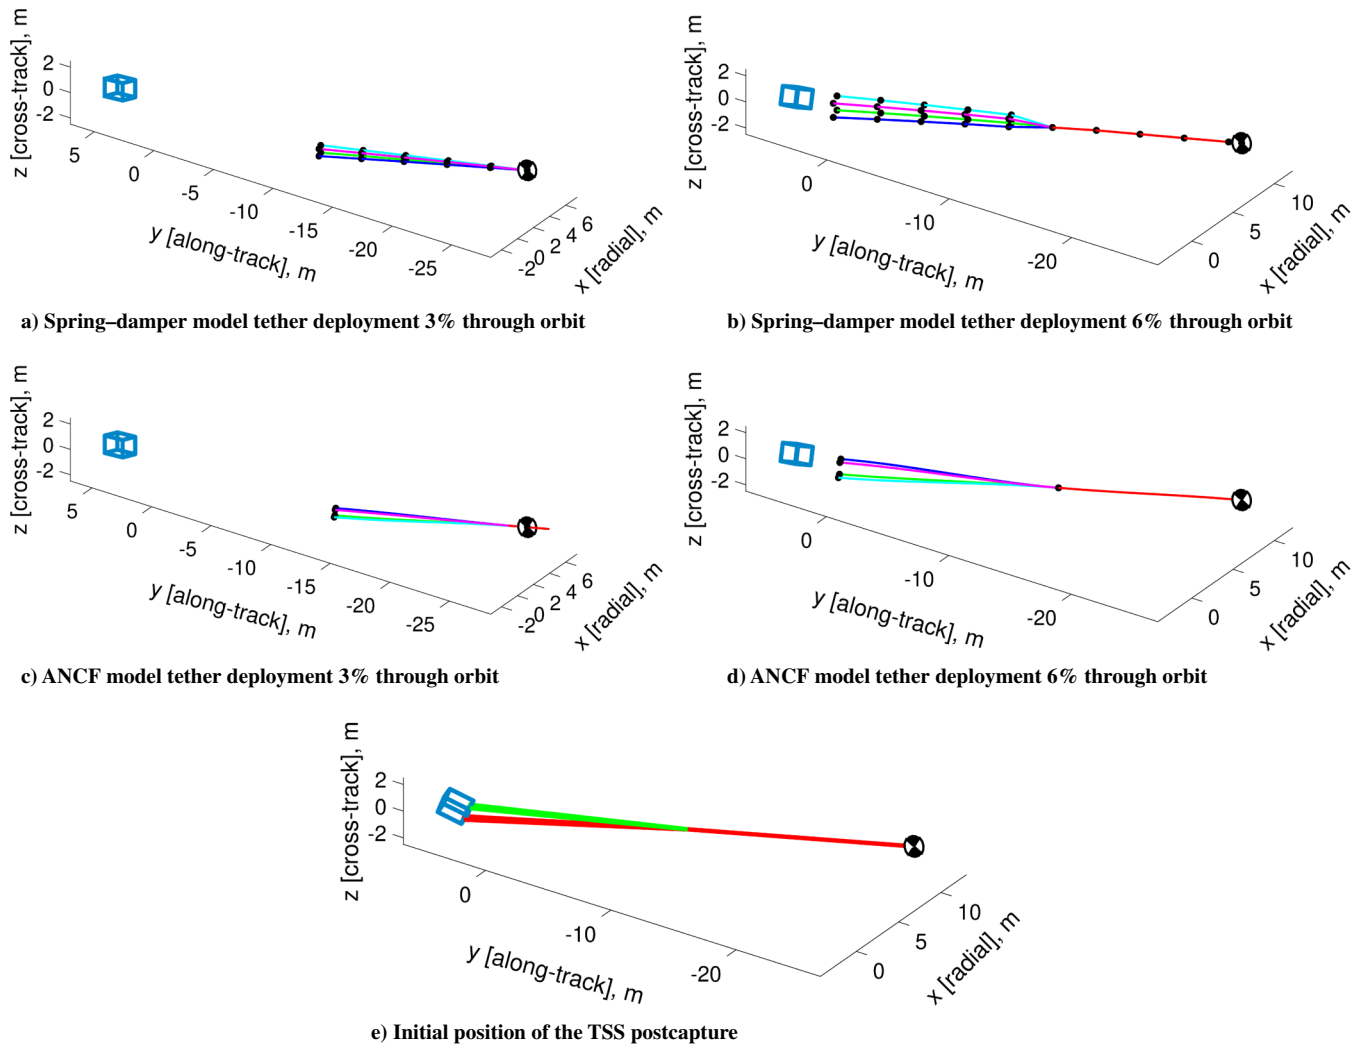 z [cross-track], m
2
0
-2
5
0
-5
-10
-15
-20
-25
y [along-track], m
-2
0
2
4
6
x [radial], m
a) Spring–damper model tether deployment 3% through orbit
z [cross-track], m
2
0
-2
0
-10
-20
y [along-track], m
0
5
10
x [radial], m
b) Spring–damper model tether deployment 6% through orbit
z [cross-track], m
2
0
-2
5
0
-5
-10
-15
-20
-25
y [along-track], m
-2
0
2
4
6
x [radial], m
c) ANCF model tether deployment 3% through orbit
z [cross-track], m
2
0
-2
0
-10
-20
y [along-track], m
0
5
10
x [radial], m
d) ANCF model tether deployment 6% through orbit
z [cross-track], m
2
0
-2
0
-10
-20
y [along-track], m
0
5
10
x [radial], m
e) Initial position of the TSS postcapture